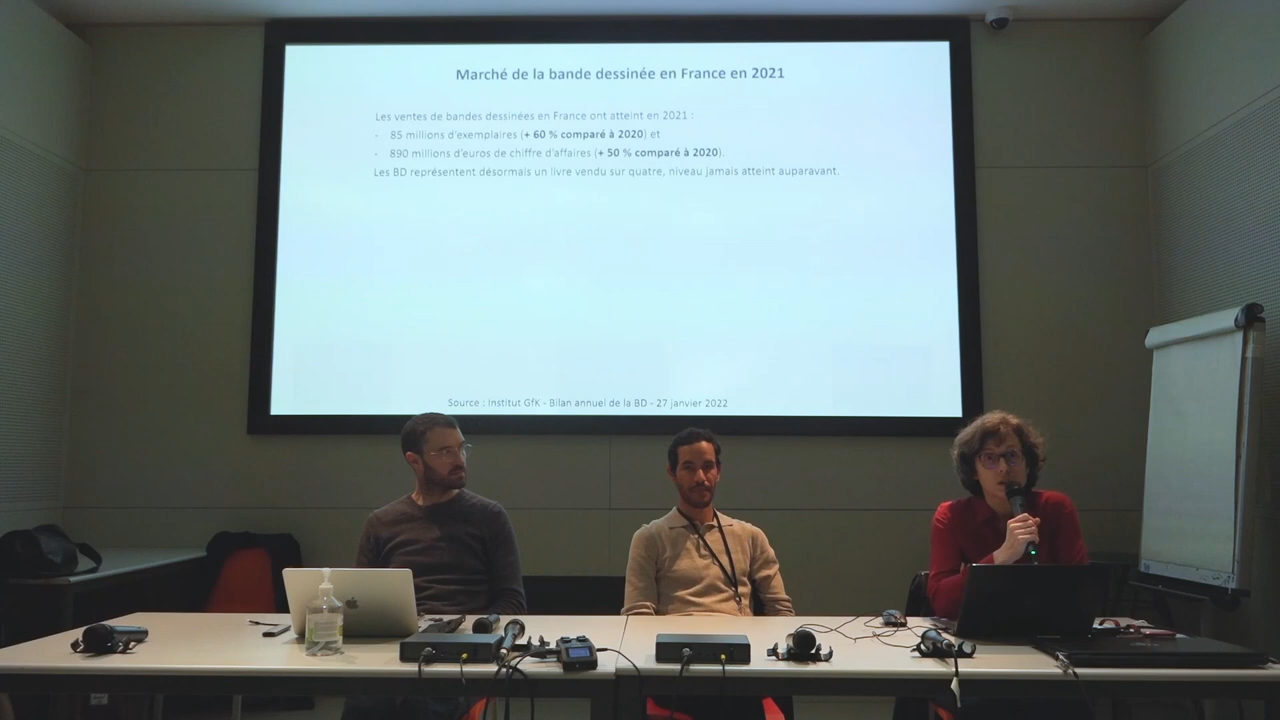 Marché de la bande dessinée en France en 2021
Les ventes de bandes dessinées en France ont atteint en 2021 :
- 85 millions d'exemplaires (+ 60 % comparé à 2020) et
- 890 millions d'euros de chiffre d'affaires (+ 50 % comparé à 2020).
Les BD représentent désormais un livre vendu sur quatre, niveau jamais atteint auparavant.
Source : Institut GfK - Bilan annuel de la BD - 27 janvier 2022